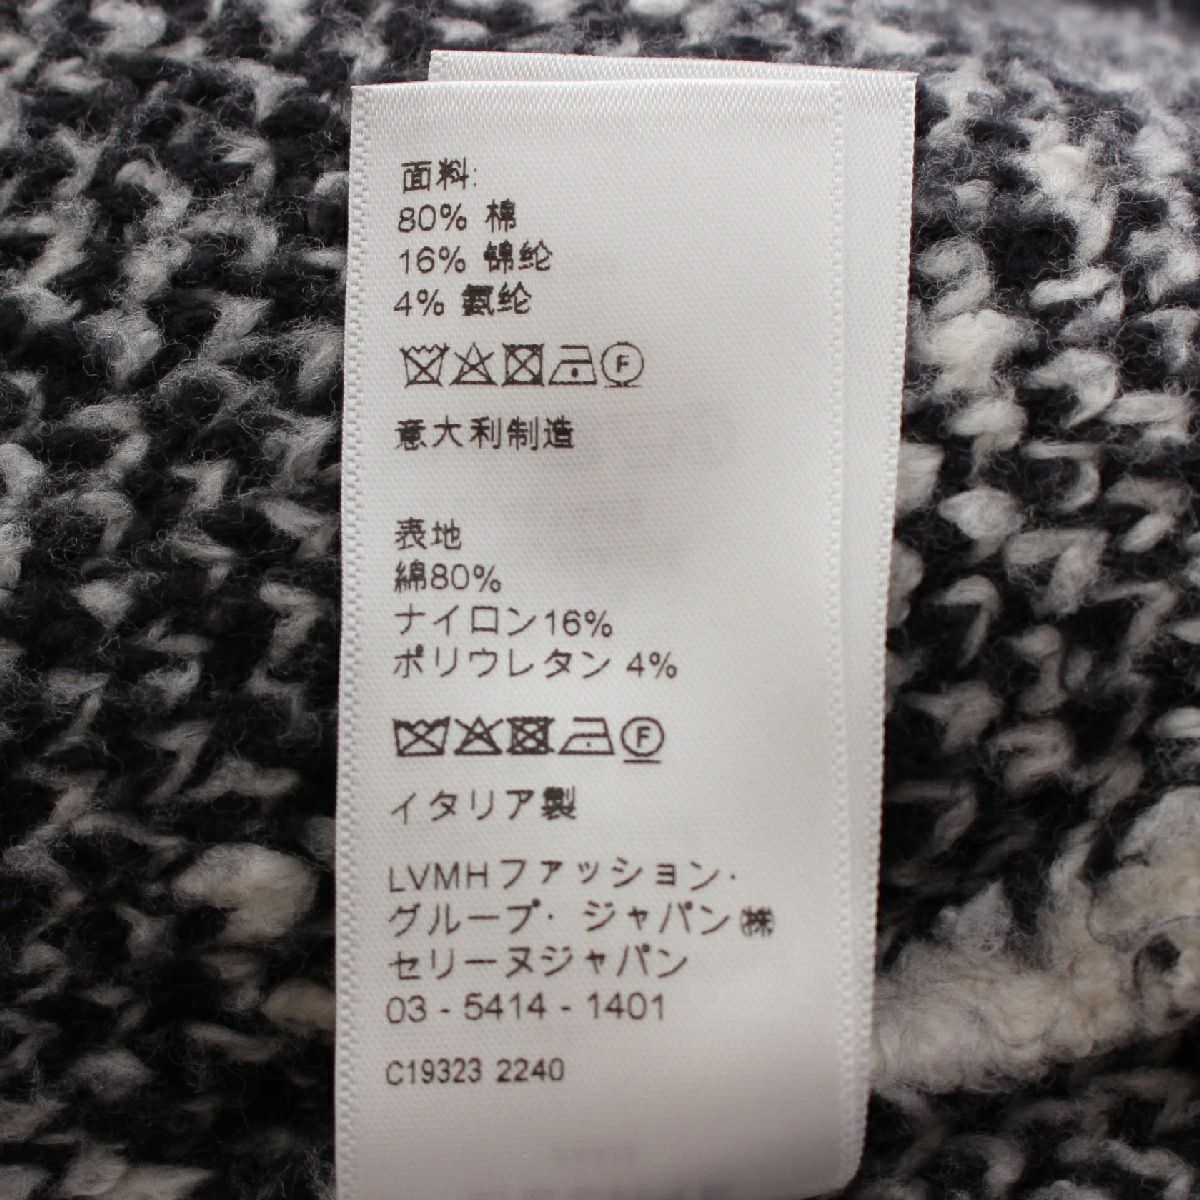 面料:
80% 棉
16% 锦纶
4% 氨纶
F
意大利制造
表地
綿80%
ナイロン16%
ポリウレタン 4%
F
イタリア製
LVMHファッション・
グループ・ジャパン㈱
セリーヌジャパン
03 - 5414 - 1401
C19323 2240